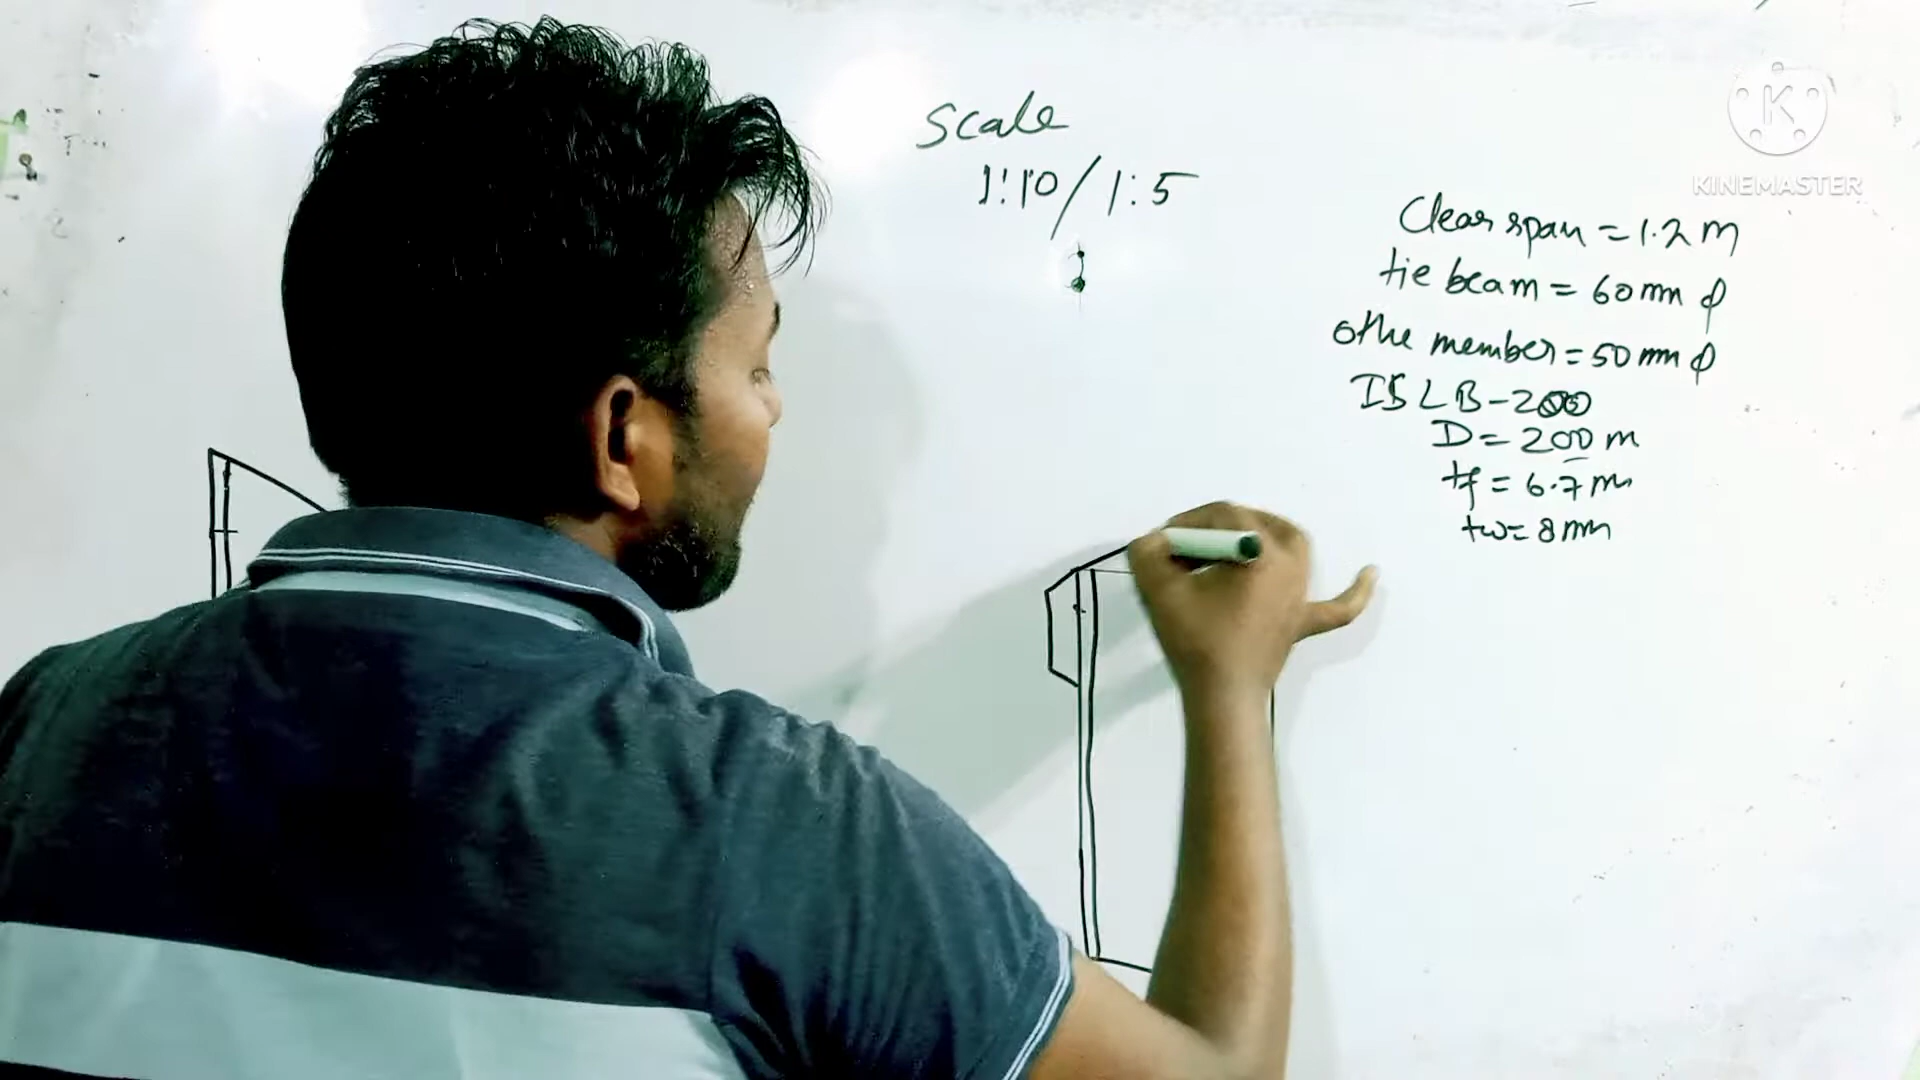 Scale
1:10/1:5
K
KINEMASTER
Clear span = 1.2 m
tie beam = 60 mm ϕ
othe member = 50 mm ϕ
ISLB-200
D = 200 m
tf = 6.7 m
tw = 8 mm